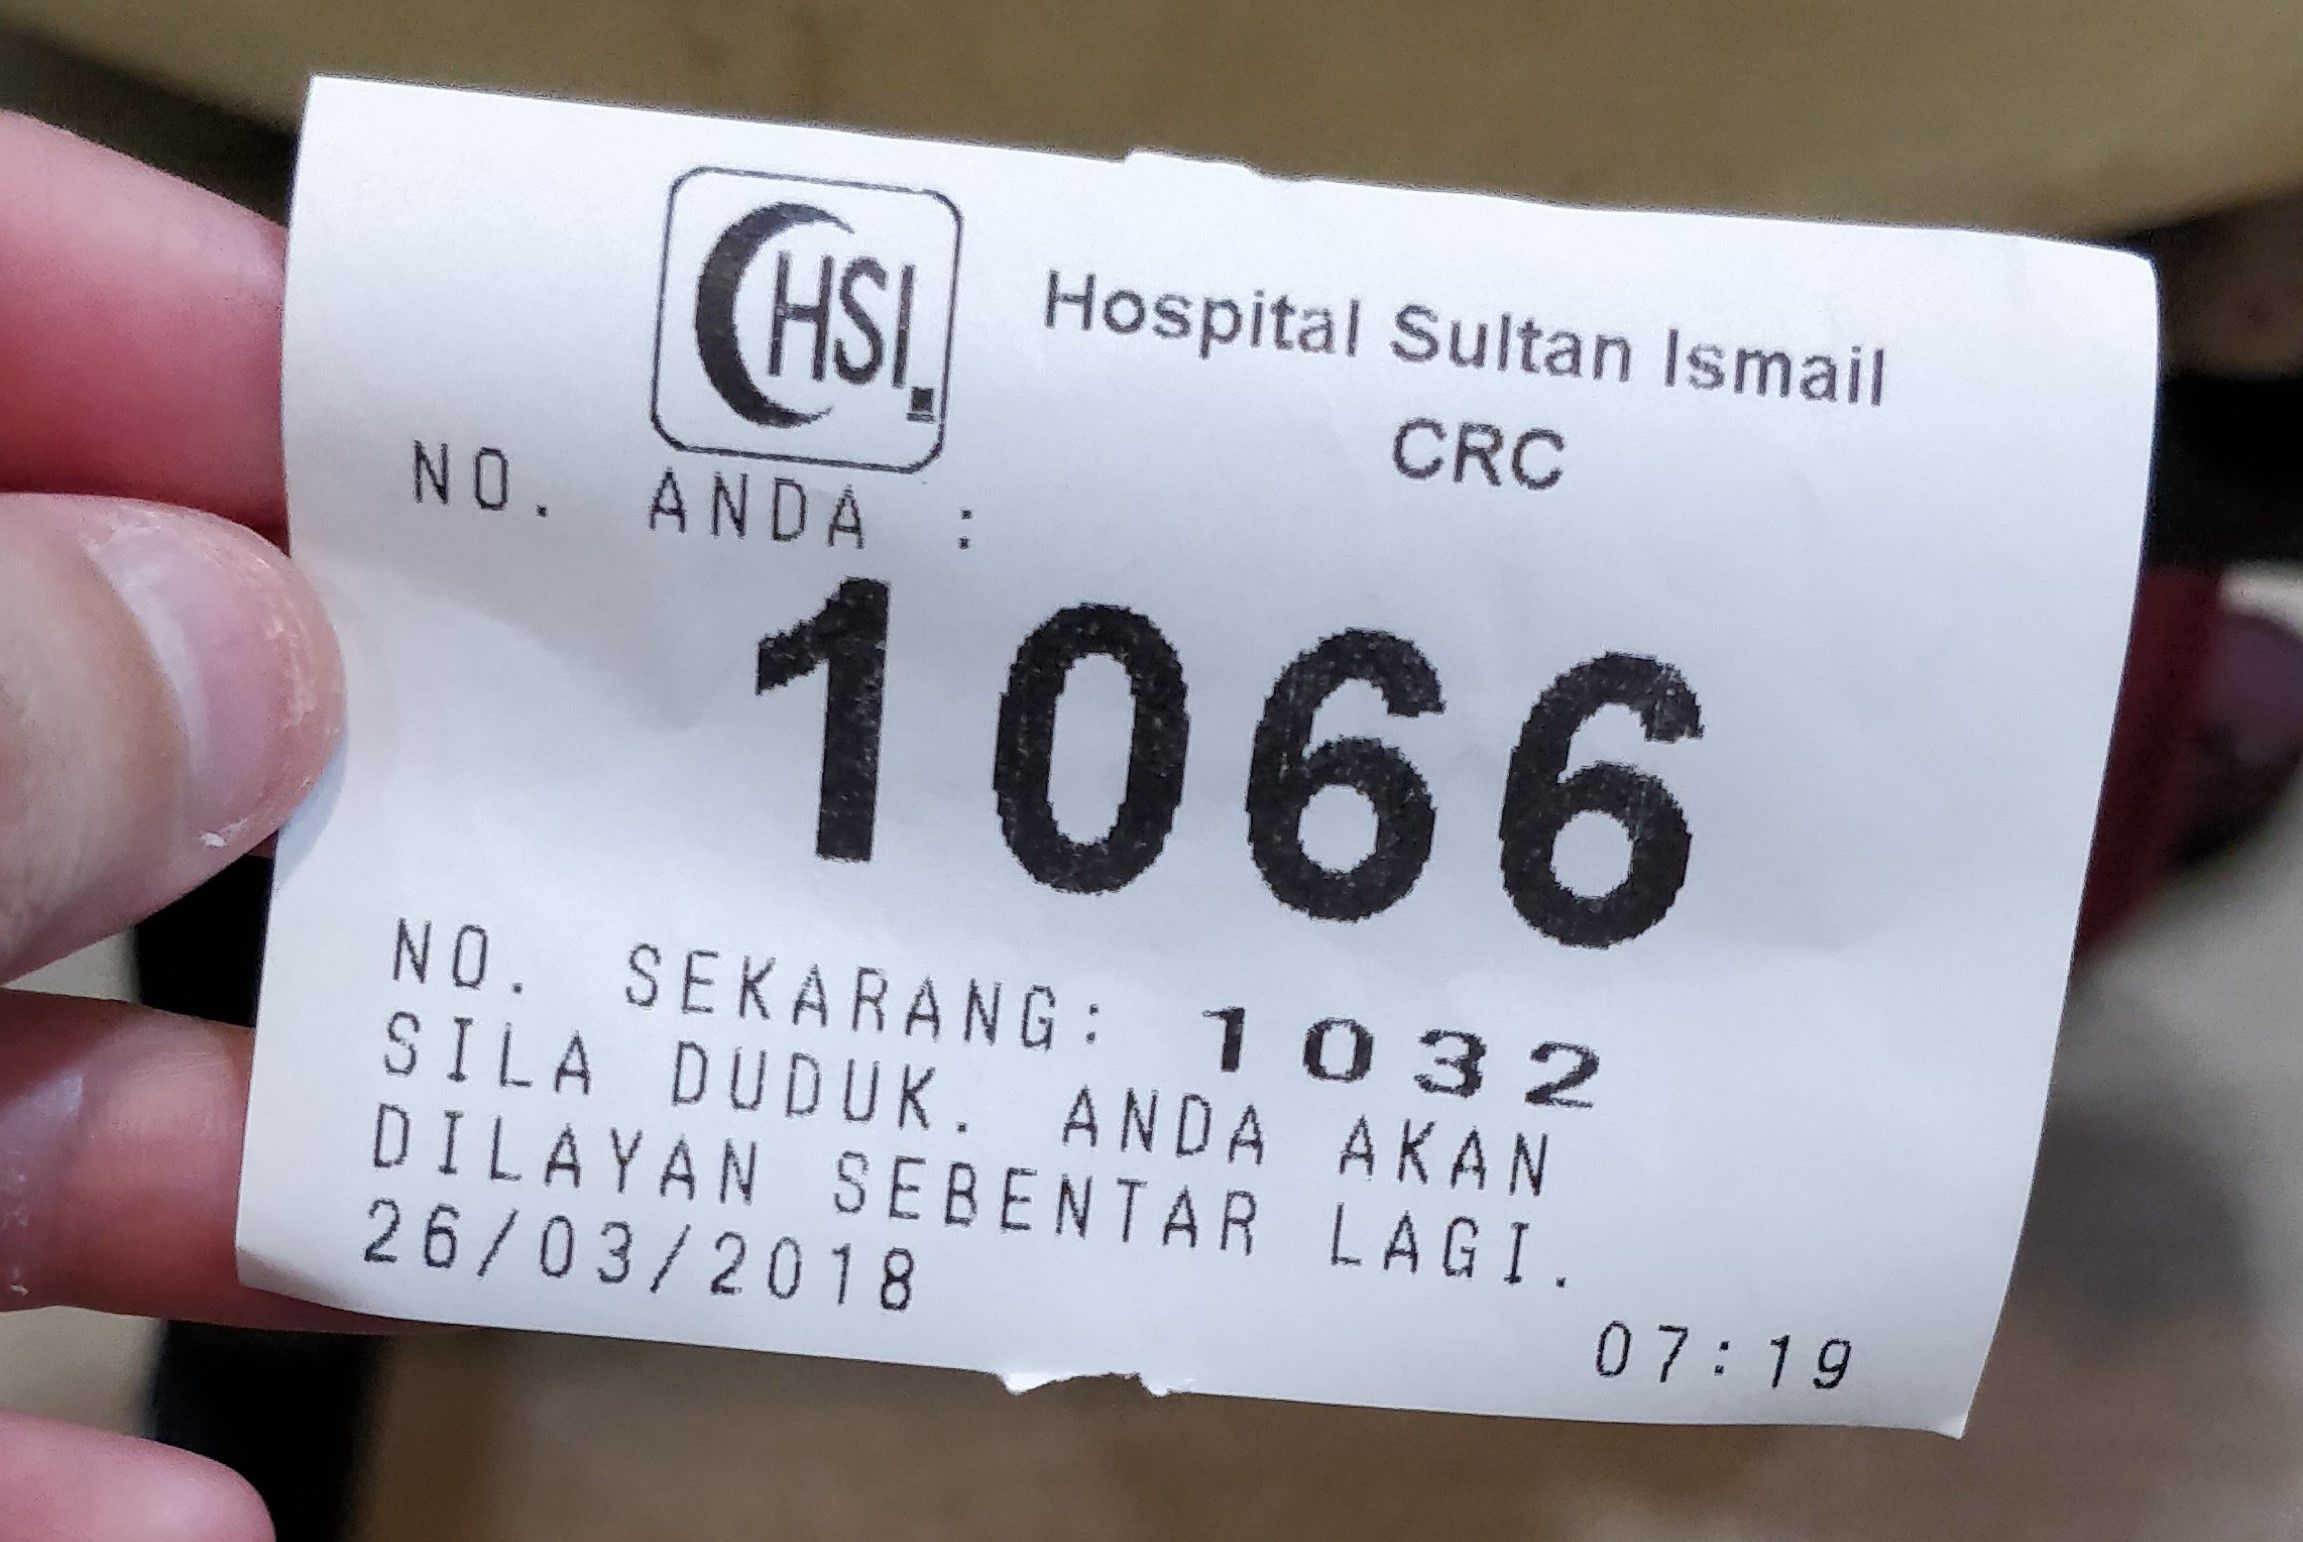 HSI
Hospital Sultan Ismail
CRC
NO. ANDA :
1066
NO. SEKARANG: 1032
SILA DUDUK. ANDA AKAN
DILAYAN SEBENTAR LAGI.
26/03/2018 07:19